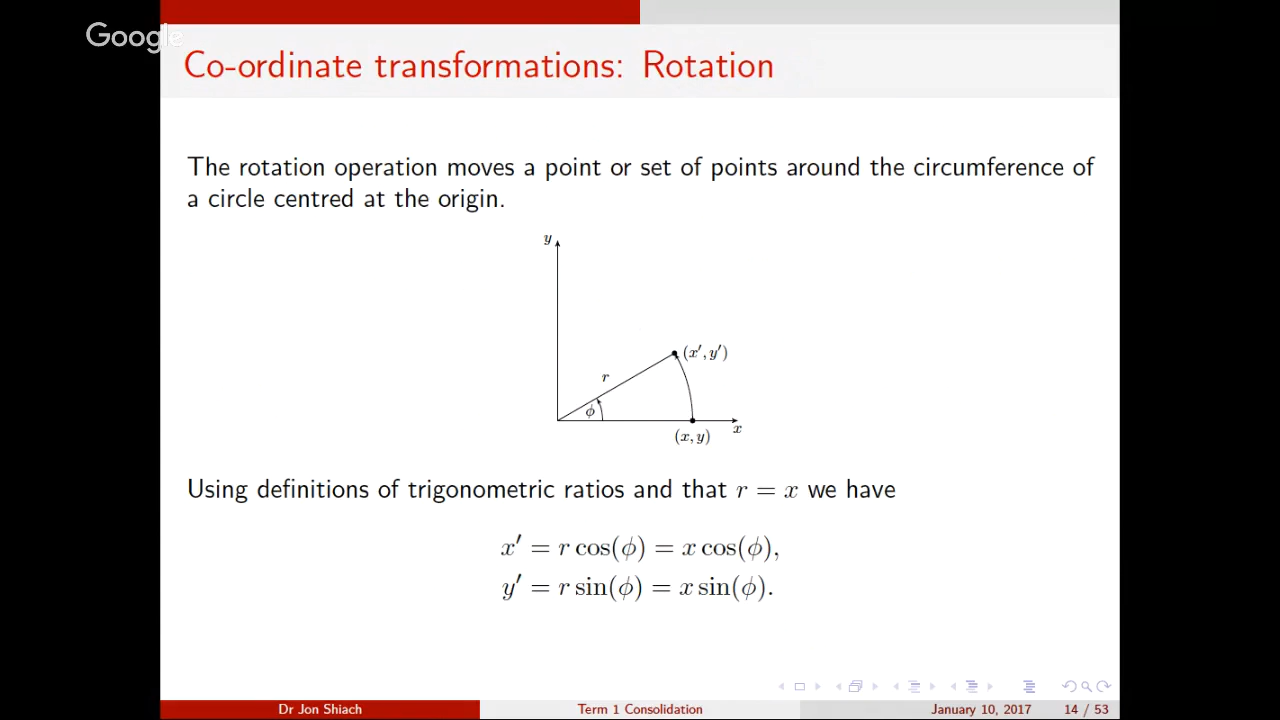 Google
Co-ordinate transformations: Rotation
The rotation operation moves a point or set of points around the circumference of
a circle centred at the origin.
y
(x′, y′)
r
ϕ
x
(x, y)
Using definitions of trigonometric ratios and that r = x we have
x′ = r cos(ϕ) = x cos(ϕ),
y′ = r sin(ϕ) = x sin(ϕ).
Dr Jon Shiach Term 1 Consolidation January 10, 2017 14 / 53